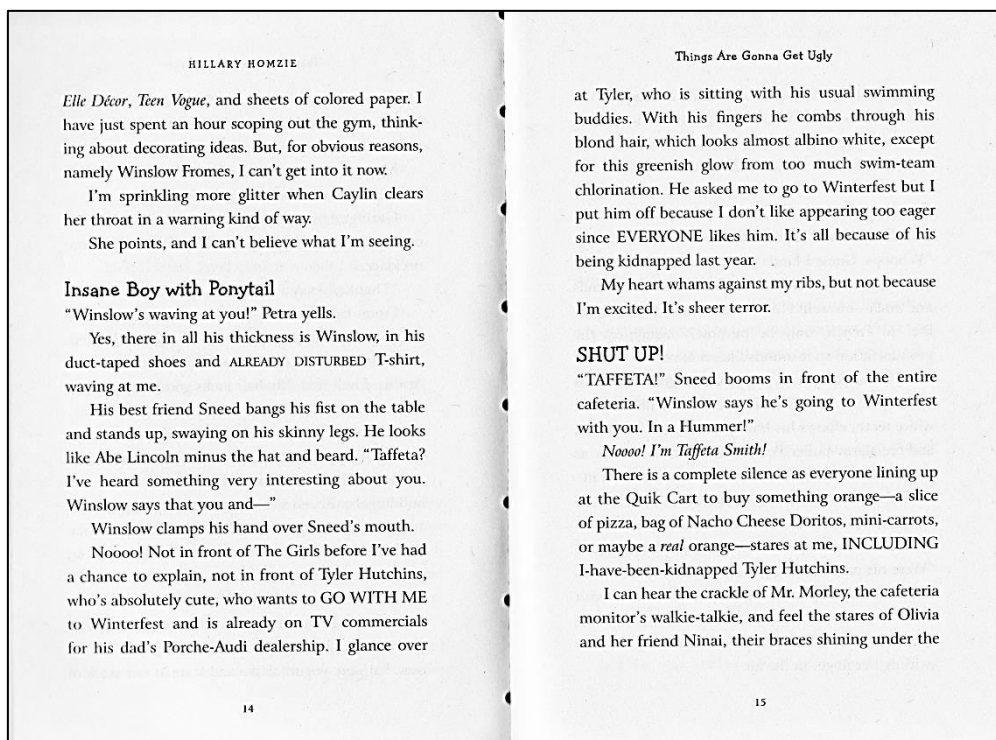 HILLARY HOMZIE
Elle Décor, Teen Vogue, and sheets of colored paper. I
have just spent an hour scoping out the gym, think-
ing about decorating ideas. But, for obvious reasons,
namely Winslow Fromes, I can't get into it now.
I'm sprinkling more glitter when Caylin clears
her throat in a warning kind of way.
She points, and I can't believe what I'm seeing.
Insane Boy with Ponytail
"Winslow's waving at you!" Petra yells.
Yes, there in all his thickness is Winslow, in his
duct-taped shoes and ALREADY DISTURBED T-shirt,
waving at me.
His best friend Sneed bangs his fist on the table
and stands up, swaying on his skinny legs. He looks
like Abe Lincoln minus the hat and beard. "Taffeta?
I've heard something very interesting about you.
Winslow says that you and—"
Winslow clamps his hand over Sneed's mouth.
Noooo! Not in front of The Girls before I've had
a chance to explain, not in front of Tyler Hutchins,
who's absolutely cute, who wants to GO WITH ME
to Winterfest and is already on TV commercials
for his dad's Porche-Audi dealership. I glance over
14
Things Are Gonna Get Ugly
at Tyler, who is sitting with his usual swimming
buddies. With his fingers he combs through his
blond hair, which looks almost albino white, except
for this greenish glow from too much swim-team
chlorination. He asked me to go to Winterfest but I
put him off because I don't like appearing too eager
since EVERYONE likes him. It's all because of his
being kidnapped last year.
My heart whams against my ribs, but not because
I'm excited. It's sheer terror.
SHUT UP!
"TAFFETA!" Sneed booms in front of the entire
cafeteria. "Winslow says he's going to Winterfest
with you. In a Hummer!"
Noooo! I'm Taffeta Smith!
There is a complete silence as everyone lining up
at the Quik Cart to buy something orange—a slice
of pizza, bag of Nacho Cheese Doritos, mini-carrots,
or maybe a real orange—stares at me, INCLUDING
I-have-been-kidnapped Tyler Hutchins.
I can hear the crackle of Mr. Morley, the cafeteria
monitor's walkie-talkie, and feel the stares of Olivia
and her friend Ninai, their braces shining under the
15